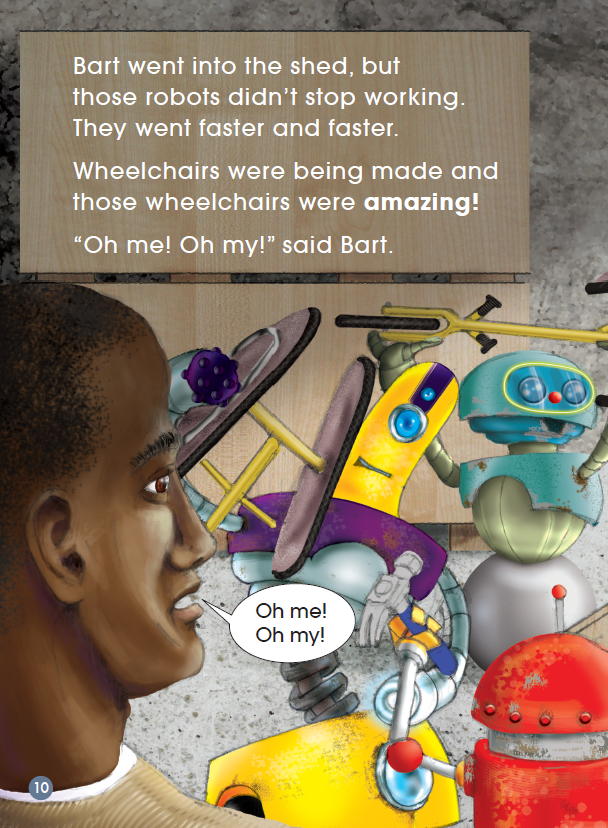 Bart went into the shed, but
those robots didn’t stop working.
They went faster and faster.
Wheelchairs were being made and
those wheelchairs were amazing!
“Oh me! Oh my!” said Bart.
Oh me!
Oh my!
10